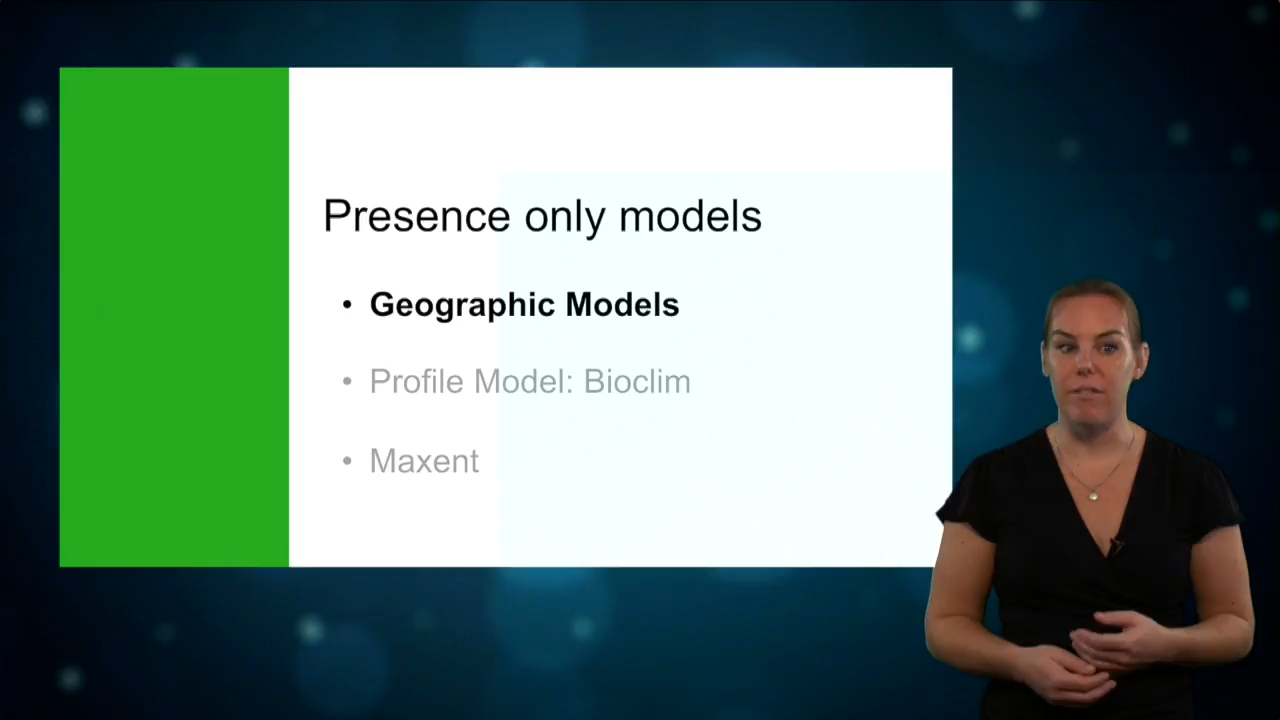 Presence only models
• Geographic Models
• Profile Model: Bioclim
• Maxent